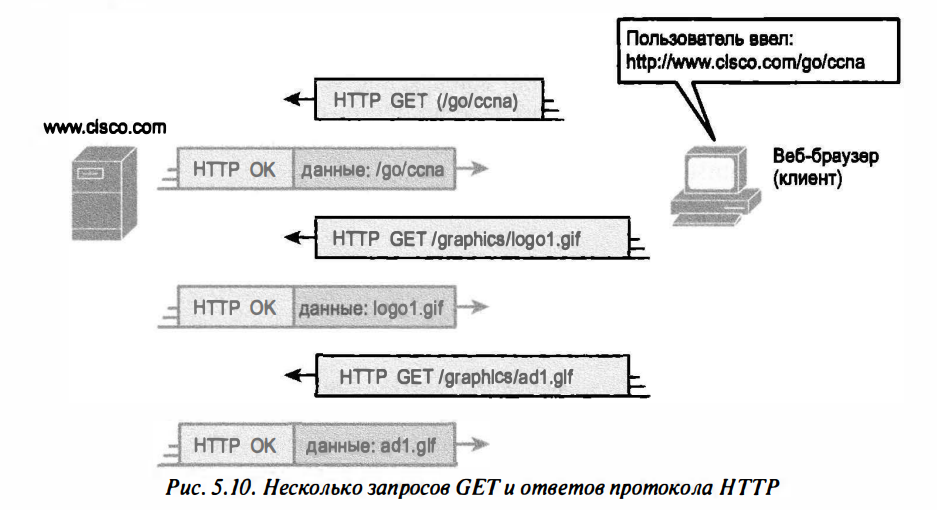 Пользователь ввел:
http://www.cisco.com/go/ccna
HTTP GET (/go/ccna)
www.cisco.com
HTTP OK данные: /go/ccna
Веб-браузер
(клиент)
HTTP GET /graphics/logo1.gif
HTTP OK данные: logo1.gif
HTTP GET /graphics/ad1.gif
HTTP OK данные: ad1.gif
Рис. 5.10. Несколько запросов GET и ответов протокола HTTP